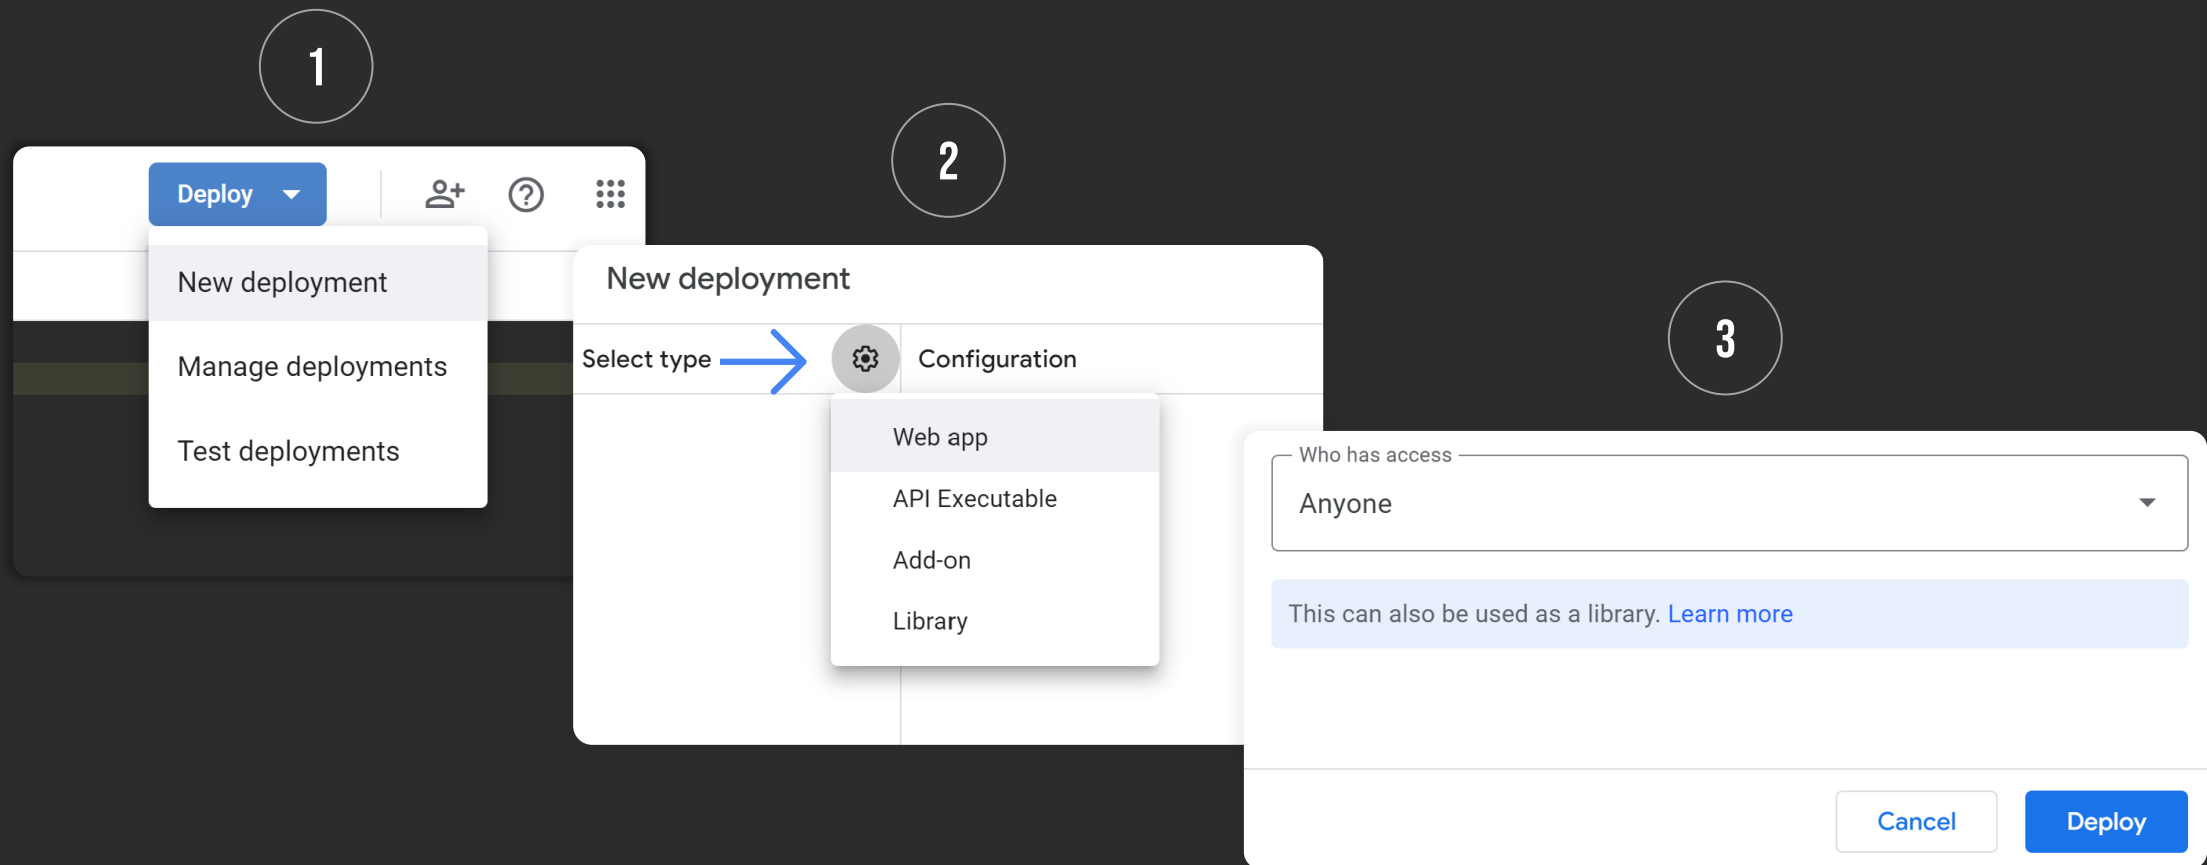 1
Deploy
New deployment
Manage deployments
Test deployments
2
New deployment
Select type
Configuration
Web app
API Executable
Add-on
Library
3
Who has access
Anyone
This can also be used as a library. Learn more
Cancel
Deploy